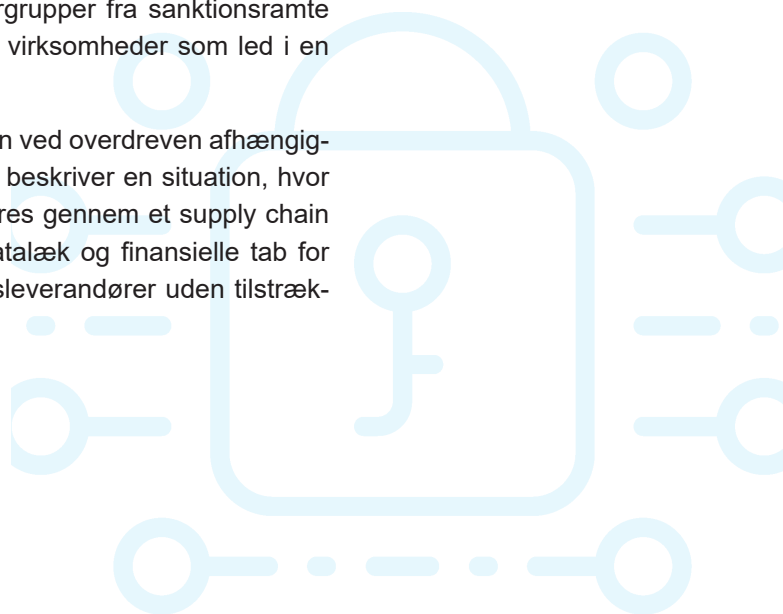 rgrupper fra sanktionsramte
virksomheder som led i en
n ved overdreven afhængig-
beskriver en situation, hvor
res gennem et supply chain
atalæk og finansielle tab for
sleverandører uden tilstræk-